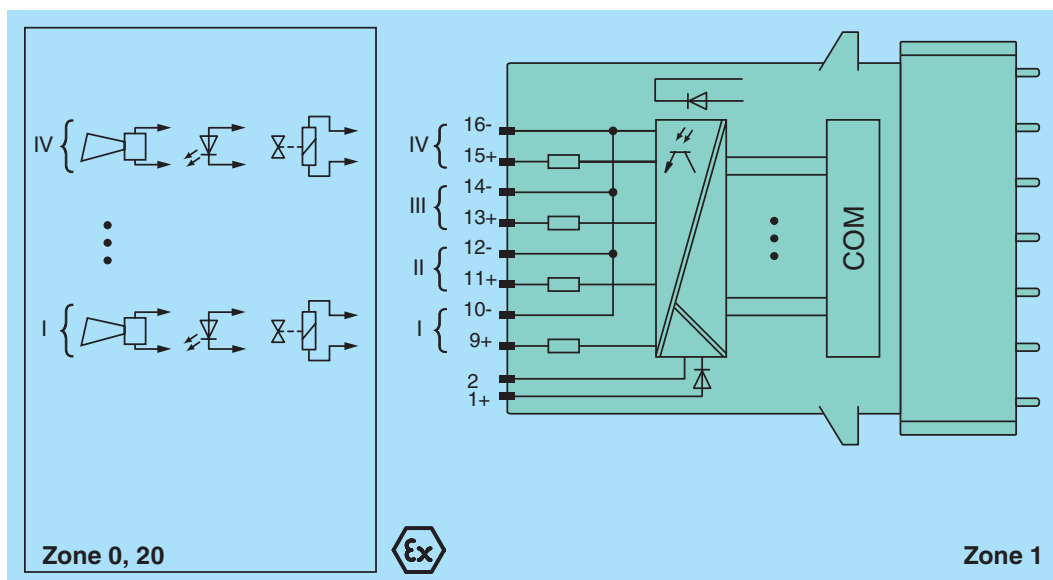 IV
I
IV
III
II
I
16-
15+
14-
13+
12-
11+
10-
9+
2
1+
COM
Zone 0, 20
Ex
Zone 1